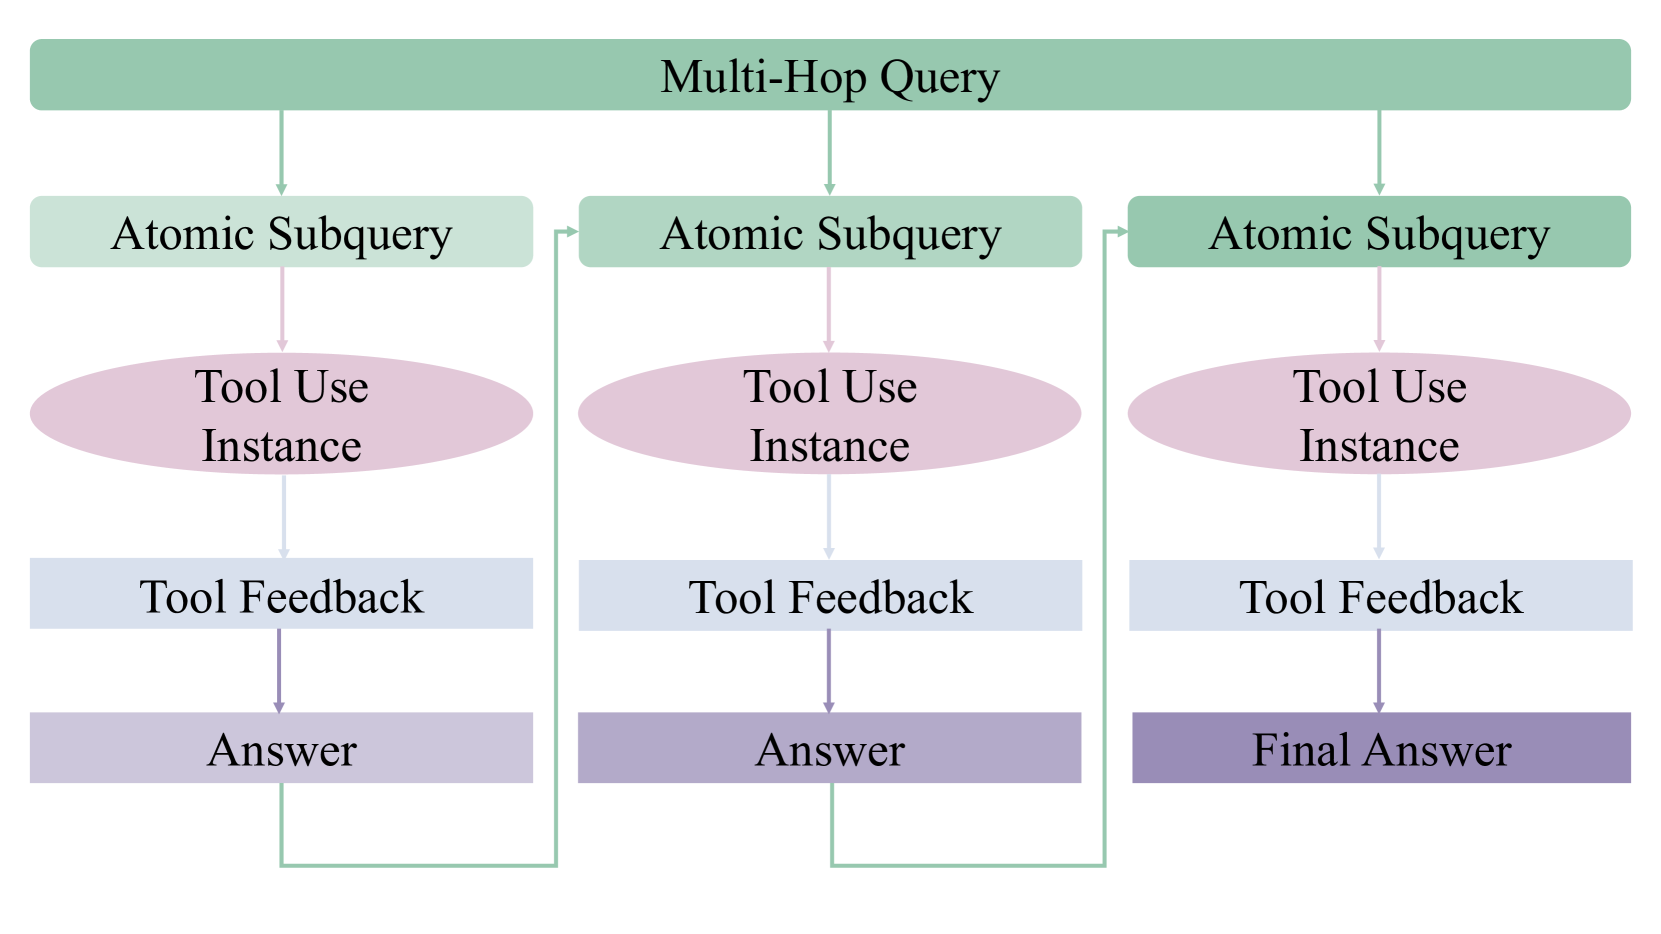 Multi-Hop Query
Atomic Subquery
Atomic Subquery
Atomic Subquery
Tool Use
Instance
Tool Use
Instance
Tool Use
Instance
Tool Feedback
Tool Feedback
Tool Feedback
Answer
Answer
Final Answer